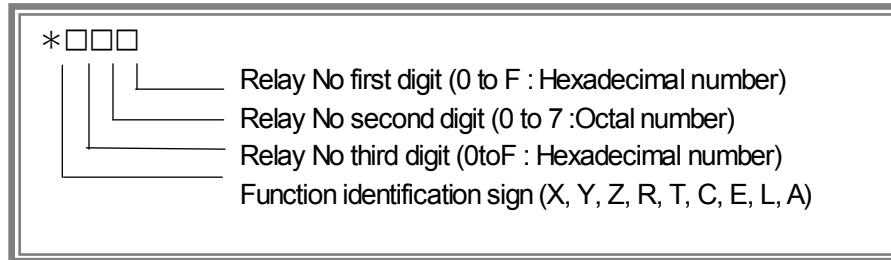 *□□□
Relay No first digit (0 to F : Hexadecimal number)
Relay No second digit (0 to 7 :Octal number)
Relay No third digit (0toF : Hexadecimal number)
Function identification sign (X, Y, Z, R, T, C, E, L, A)